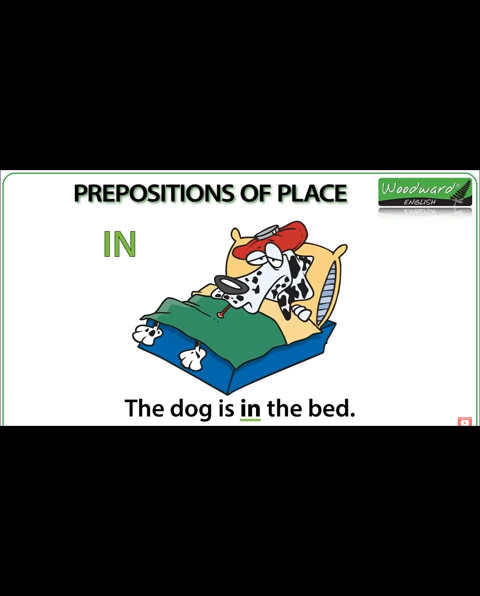 PREPOSITIONS OF PLACE
Woodward
ENGLISH
IN
The dog is in the bed.